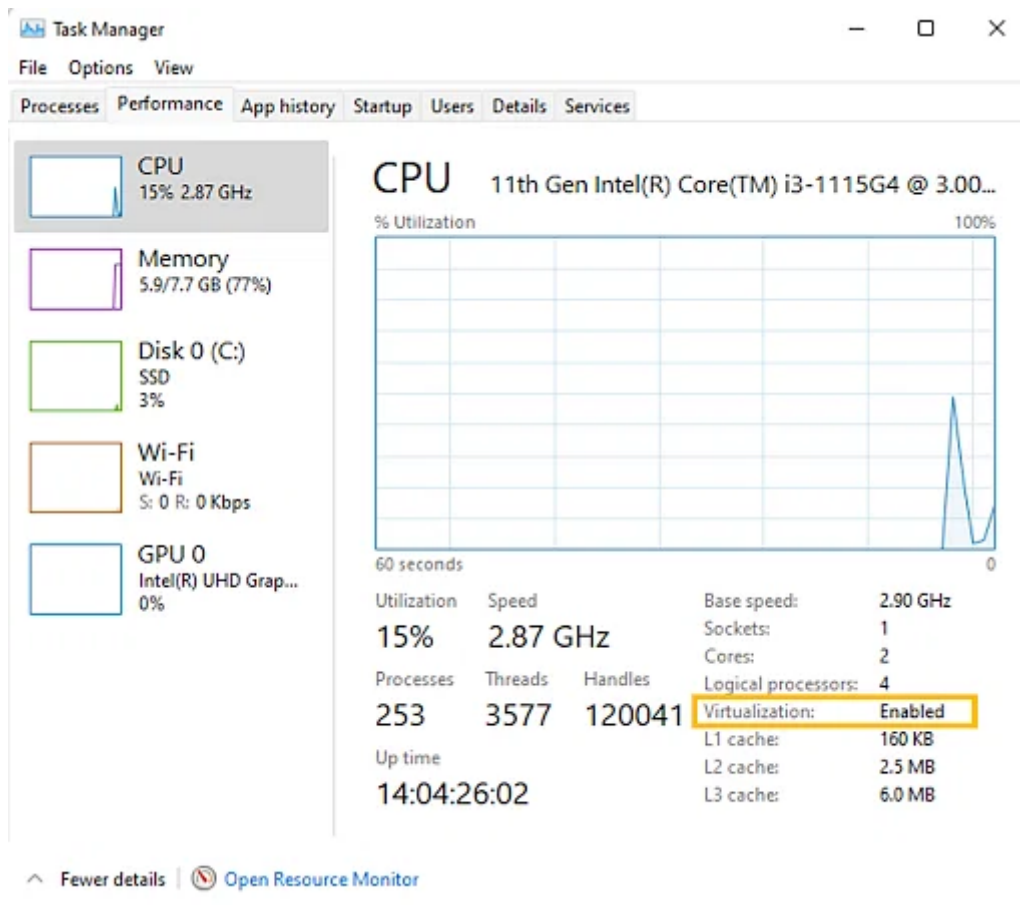 Task Manager
File Options View
Processes Performance App history Startup Users Details Services
CPU
15% 2.87 GHz
Memory
5.9/7.7 GB (77%)
Disk 0 (C:)
SSD
3%
Wi-Fi
Wi-Fi
S: 0 R: 0 Kbps
GPU 0
Intel(R) UHD Grap...
0%
CPU 11th Gen Intel(R) Core(TM) i3-1115G4 @ 3.00...
% Utilization 100%
60 seconds 0
Utilization Speed
15% 2.87 GHz
Processes Threads Handles
253 3577 120041
Up time
14:04:26:02
Base speed: 2.90 GHz
Sockets: 1
Cores: 2
Logical processors: 4
Virtualization: Enabled
L1 cache: 160 KB
L2 cache: 2.5 MB
L3 cache: 6.0 MB
Fewer details Open Resource Monitor